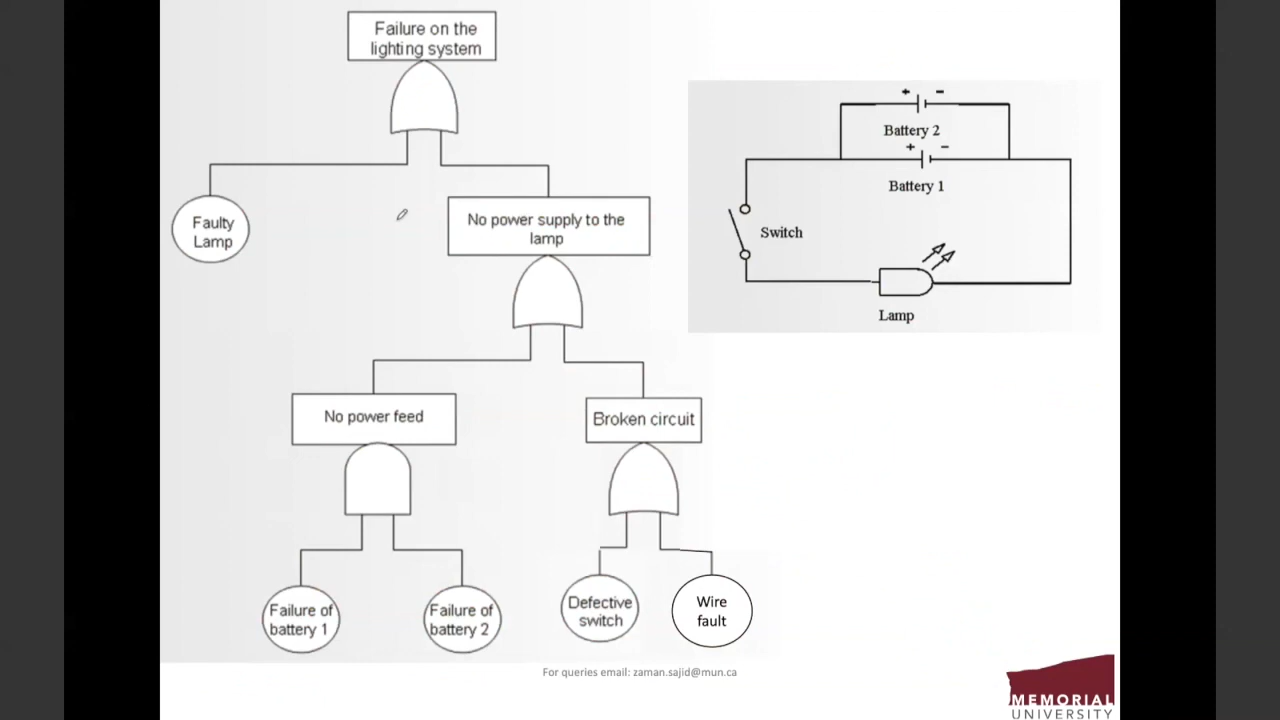 Failure on the
lighting system
Faulty
Lamp
No power supply to the
lamp
No power feed
Broken circuit
Failure of
battery 1
Failure of
battery 2
Defective
switch
Wire
fault
+ −
Battery 2
+ −
Battery 1
Switch
Lamp
For queries email: zaman.sajid@mun.ca
MEMORIAL
UNIVERSITY